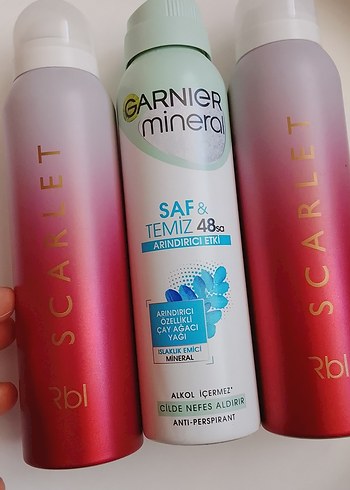 SCARLET
Rbl
GARNIER
mineral
SAF &
TEMİZ 48sa
ARINDIRICI ETKİ
ARINDIRICI
ÖZELLİKLİ
ÇAY AĞACI
YAĞI
ISLAKLIK EMİCİ
MİNERAL
ALKOL İÇERMEZ*
CİLDE NEFES ALDIRIR
ANTI-PERSPIRANT
SCARLET
Rbl